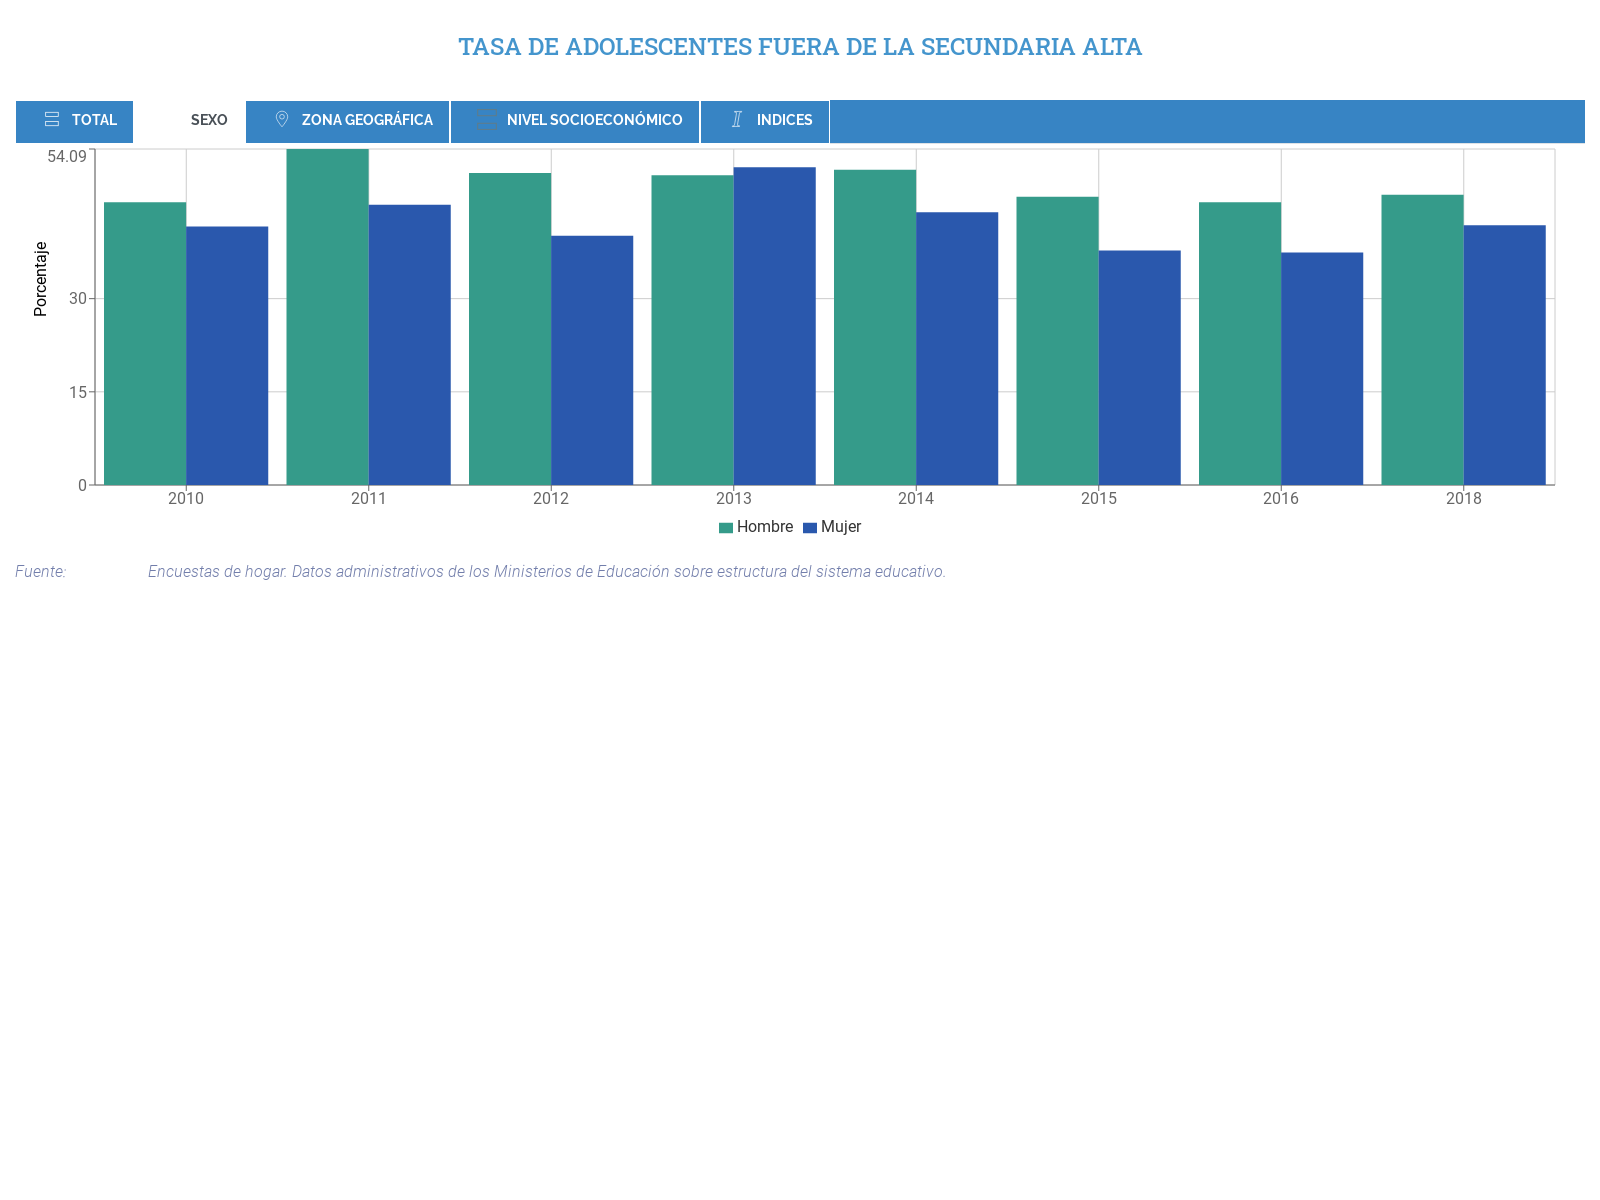 TASA DE ADOLESCENTES FUERA DE LA SECUNDARIA ALTA
TOTAL SEXO ZONA GEOGRÁFICA NIVEL SOCIOECONÓMICO INDICES
54.09
30
15
0
Porcentaje
2010 2011 2012 2013 2014 2015 2016 2018
Hombre Mujer
Fuente: Encuestas de hogar. Datos administrativos de los Ministerios de Educación sobre estructura del sistema educativo.